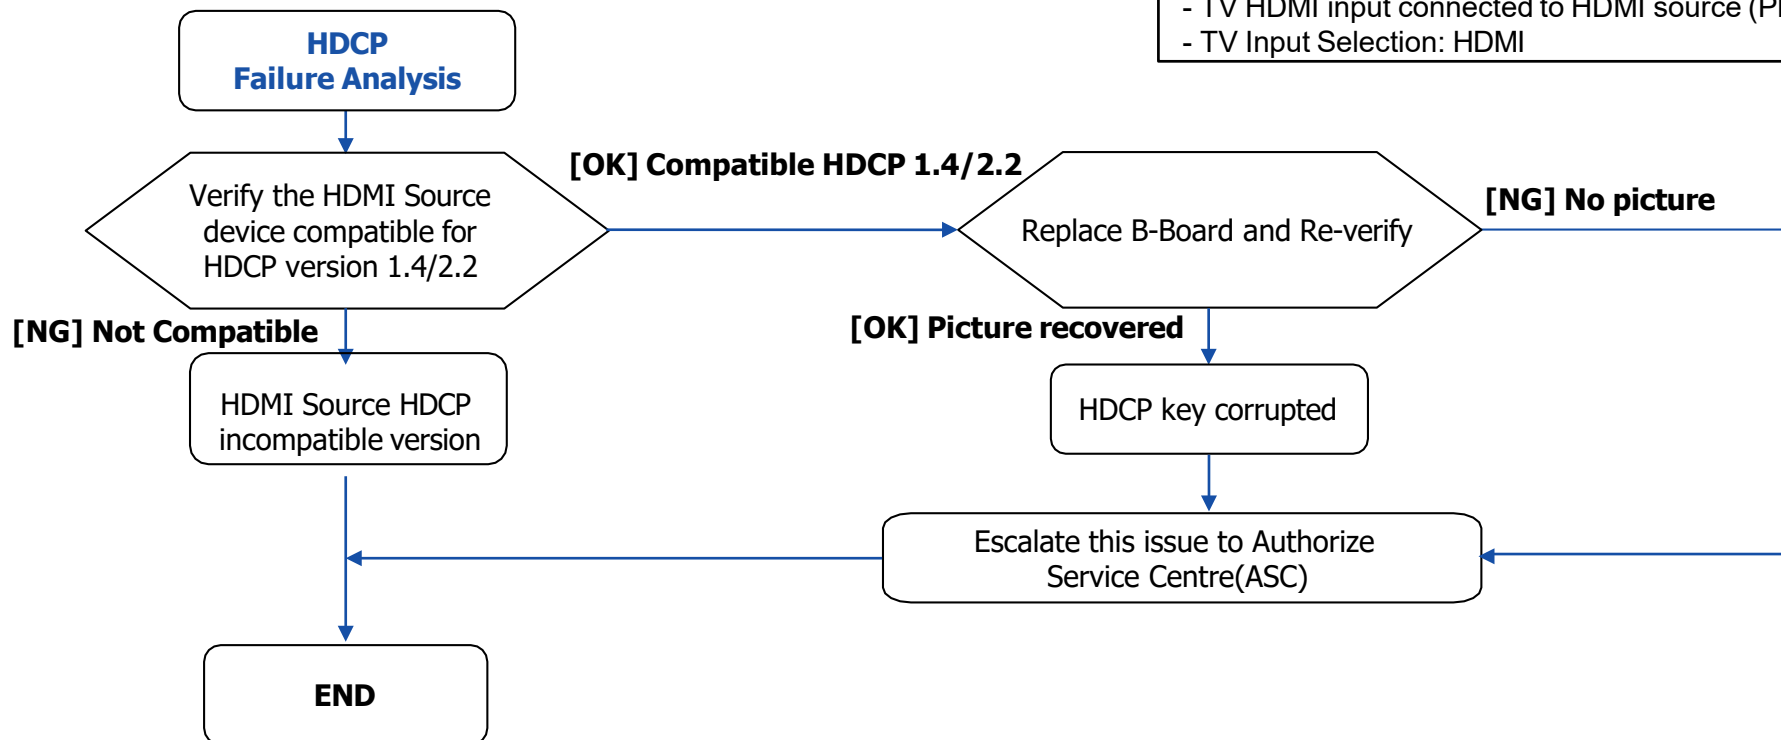 - TV HDMI input connected to HDMI source
- TV Input Selection: HDMI
HDCP
Failure Analysis
[OK] Compatible HDCP 1.4/2.2
Verify the HDMI Source
device compatible for
HDCP version 1.4/2.2
Replace B-Board and Re-verify
[NG] No picture
[NG] Not Compatible
[OK] Picture recovered
HDMI Source HDCP
incompatible version
HDCP key corrupted
Escalate this issue to Authorize
Service Centre(ASC)
END